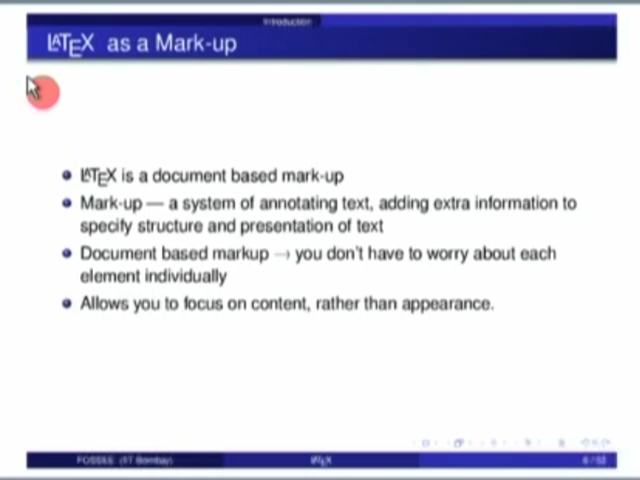 Introduction
LATEX as a Mark-up
LATEX is a document based mark-up
Mark-up — a system of annotating text, adding extra information to
specify structure and presentation of text
Document based markup → you don't have to worry about each
element individually
Allows you to focus on content, rather than appearance.
FOSSEE (IIT Bombay)
LATEX